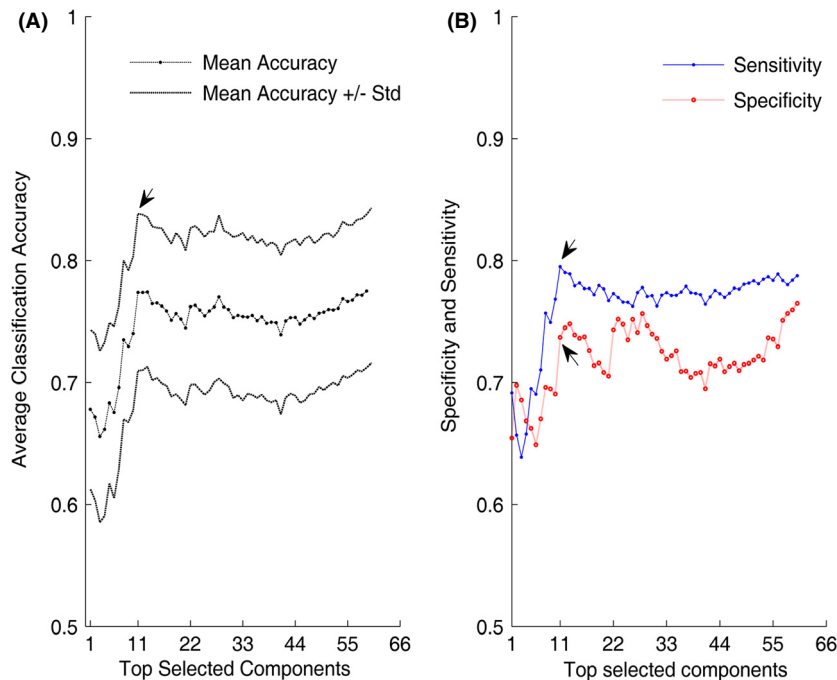 (A)
Mean Accuracy
Mean Accuracy +/- Std
Average Classification Accuracy
1
0.9
0.8
0.7
0.6
0.5
1 11 22 33 44 55 66
Top Selected Components
(B)
Sensitivity
Specificity
Specificity and Sensitivity
1
0.9
0.8
0.7
0.6
0.5
1 11 22 33 44 55 66
Top selected components